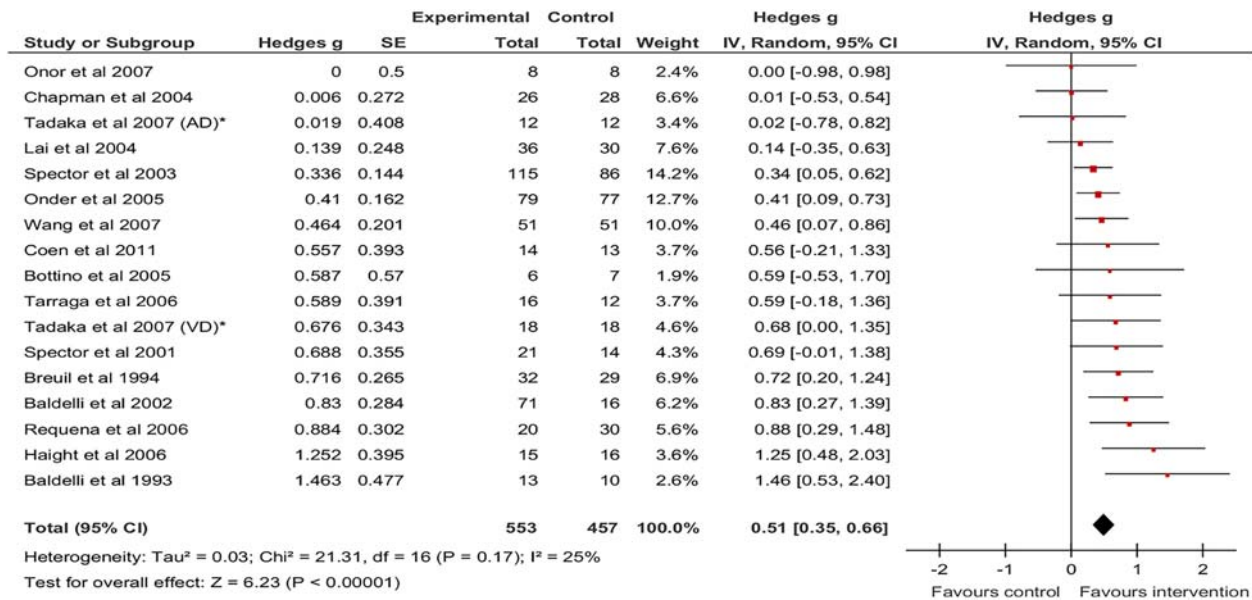 Experimental Control Hedges g Hedges g
Study or Subgroup Hedges g SE Total Total Weight IV, Random, 95% CI IV, Random, 95% CI
Onor et al 2007 0 0.5 8 8 2.4% 0.00 [-0.98, 0.98]
Chapman et al 2004 0.006 0.272 26 28 6.6% 0.01 [-0.53, 0.54]
Tadaka et al 2007 (AD)* 0.019 0.408 12 12 3.4% 0.02 [-0.78, 0.82]
Lai et al 2004 0.139 0.248 36 30 7.6% 0.14 [-0.35, 0.63]
Spector et al 2003 0.336 0.144 115 86 14.2% 0.34 [0.05, 0.62]
Onder et al 2005 0.41 0.162 79 77 12.7% 0.41 [0.09, 0.73]
Wang et al 2007 0.464 0.201 51 51 10.0% 0.46 [0.07, 0.86]
Coen et al 2011 0.557 0.393 14 13 3.7% 0.56 [-0.21, 1.33]
Bottino et al 2005 0.587 0.57 6 7 1.9% 0.59 [-0.53, 1.70]
Tarraga et al 2006 0.589 0.391 16 12 3.7% 0.59 [-0.18, 1.36]
Tadaka et al 2007 (VD)* 0.676 0.343 18 18 4.6% 0.68 [0.00, 1.35]
Spector et al 2001 0.688 0.355 21 14 4.3% 0.69 [-0.01, 1.38]
Breuil et al 1994 0.716 0.265 32 29 6.9% 0.72 [0.20, 1.24]
Baldelli et al 2002 0.83 0.284 71 16 6.2% 0.83 [0.27, 1.39]
Requena et al 2006 0.884 0.302 20 30 5.6% 0.88 [0.29, 1.48]
Haight et al 2006 1.252 0.395 15 16 3.6% 1.25 [0.48, 2.03]
Baldelli et al 1993 1.463 0.477 13 10 2.6% 1.46 [0.53, 2.40]
Total (95% CI) 553 457 100.0% 0.51 [0.35, 0.66]
Heterogeneity: Tau² = 0.03; Chi² = 21.31, df = 16 (P = 0.17); I² = 25%
Test for overall effect: Z = 6.23 (P < 0.00001)
-2 -1 0 1 2
Favours control Favours intervention